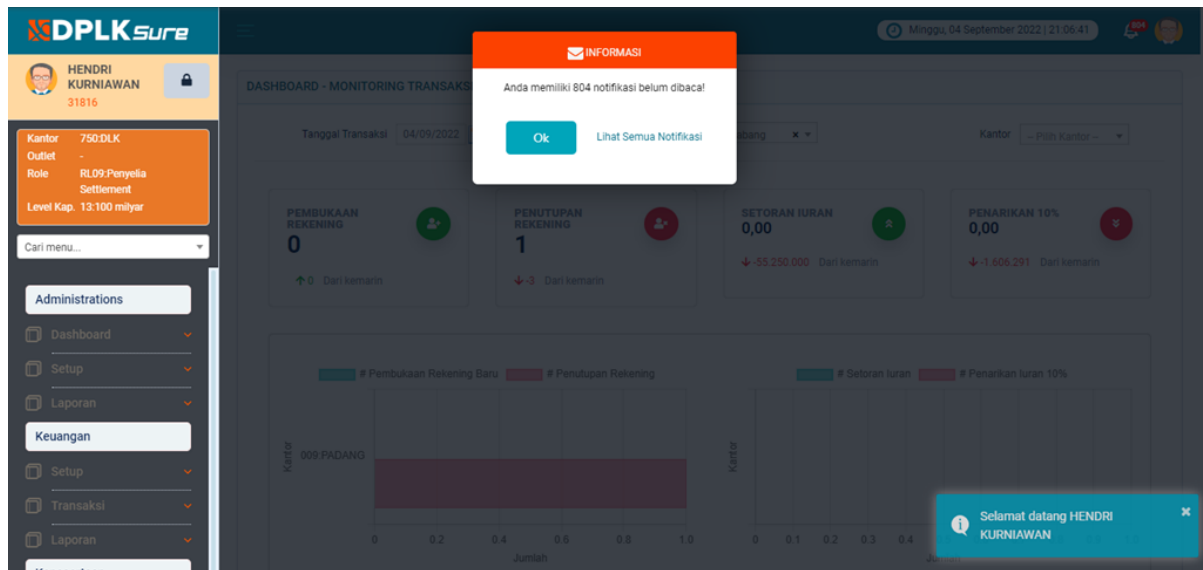 DPLKSure
HENDRI
KURNIAWAN
31816
Kantor 750:DLK
Outlet -
Role RL09:Penyelia
Settlement
Level Kap. 13:100 milyar
Cari menu...
Administrations
Dashboard
Setup
Laporan
Keuangan
Setup
Transaksi
Laporan
Minggu, 04 September 2022 | 21:06:41
804
INFORMASI
Anda memiliki 804 notifikasi belum dibaca!
Ok Lihat Semua Notifikasi
DASHBOARD - MONITORING TRANSAKSI
Tanggal Transaksi 04/09/2022
abang
Kantor -- Pilih Kantor --
PEMBUKAAN
REKENING
0
0 Dari kemarin
PENUTUPAN
REKENING
1
-3 Dari kemarin
SETORAN IURAN
0,00
-55.250.000 Dari kemarin
PENARIKAN 10%
0,00
-1.606.291 Dari kemarin
# Pembukaan Rekening Baru # Penutupan Rekening
Kantor
009:PADANG
0 0.2 0.4 0.6 0.8 1.0
Jumlah
# Setoran Iuran # Penarikan Iuran 10%
Kantor
0 0.1 0.2 0.3 0.4
Selamat datang HENDRI
KURNIAWAN